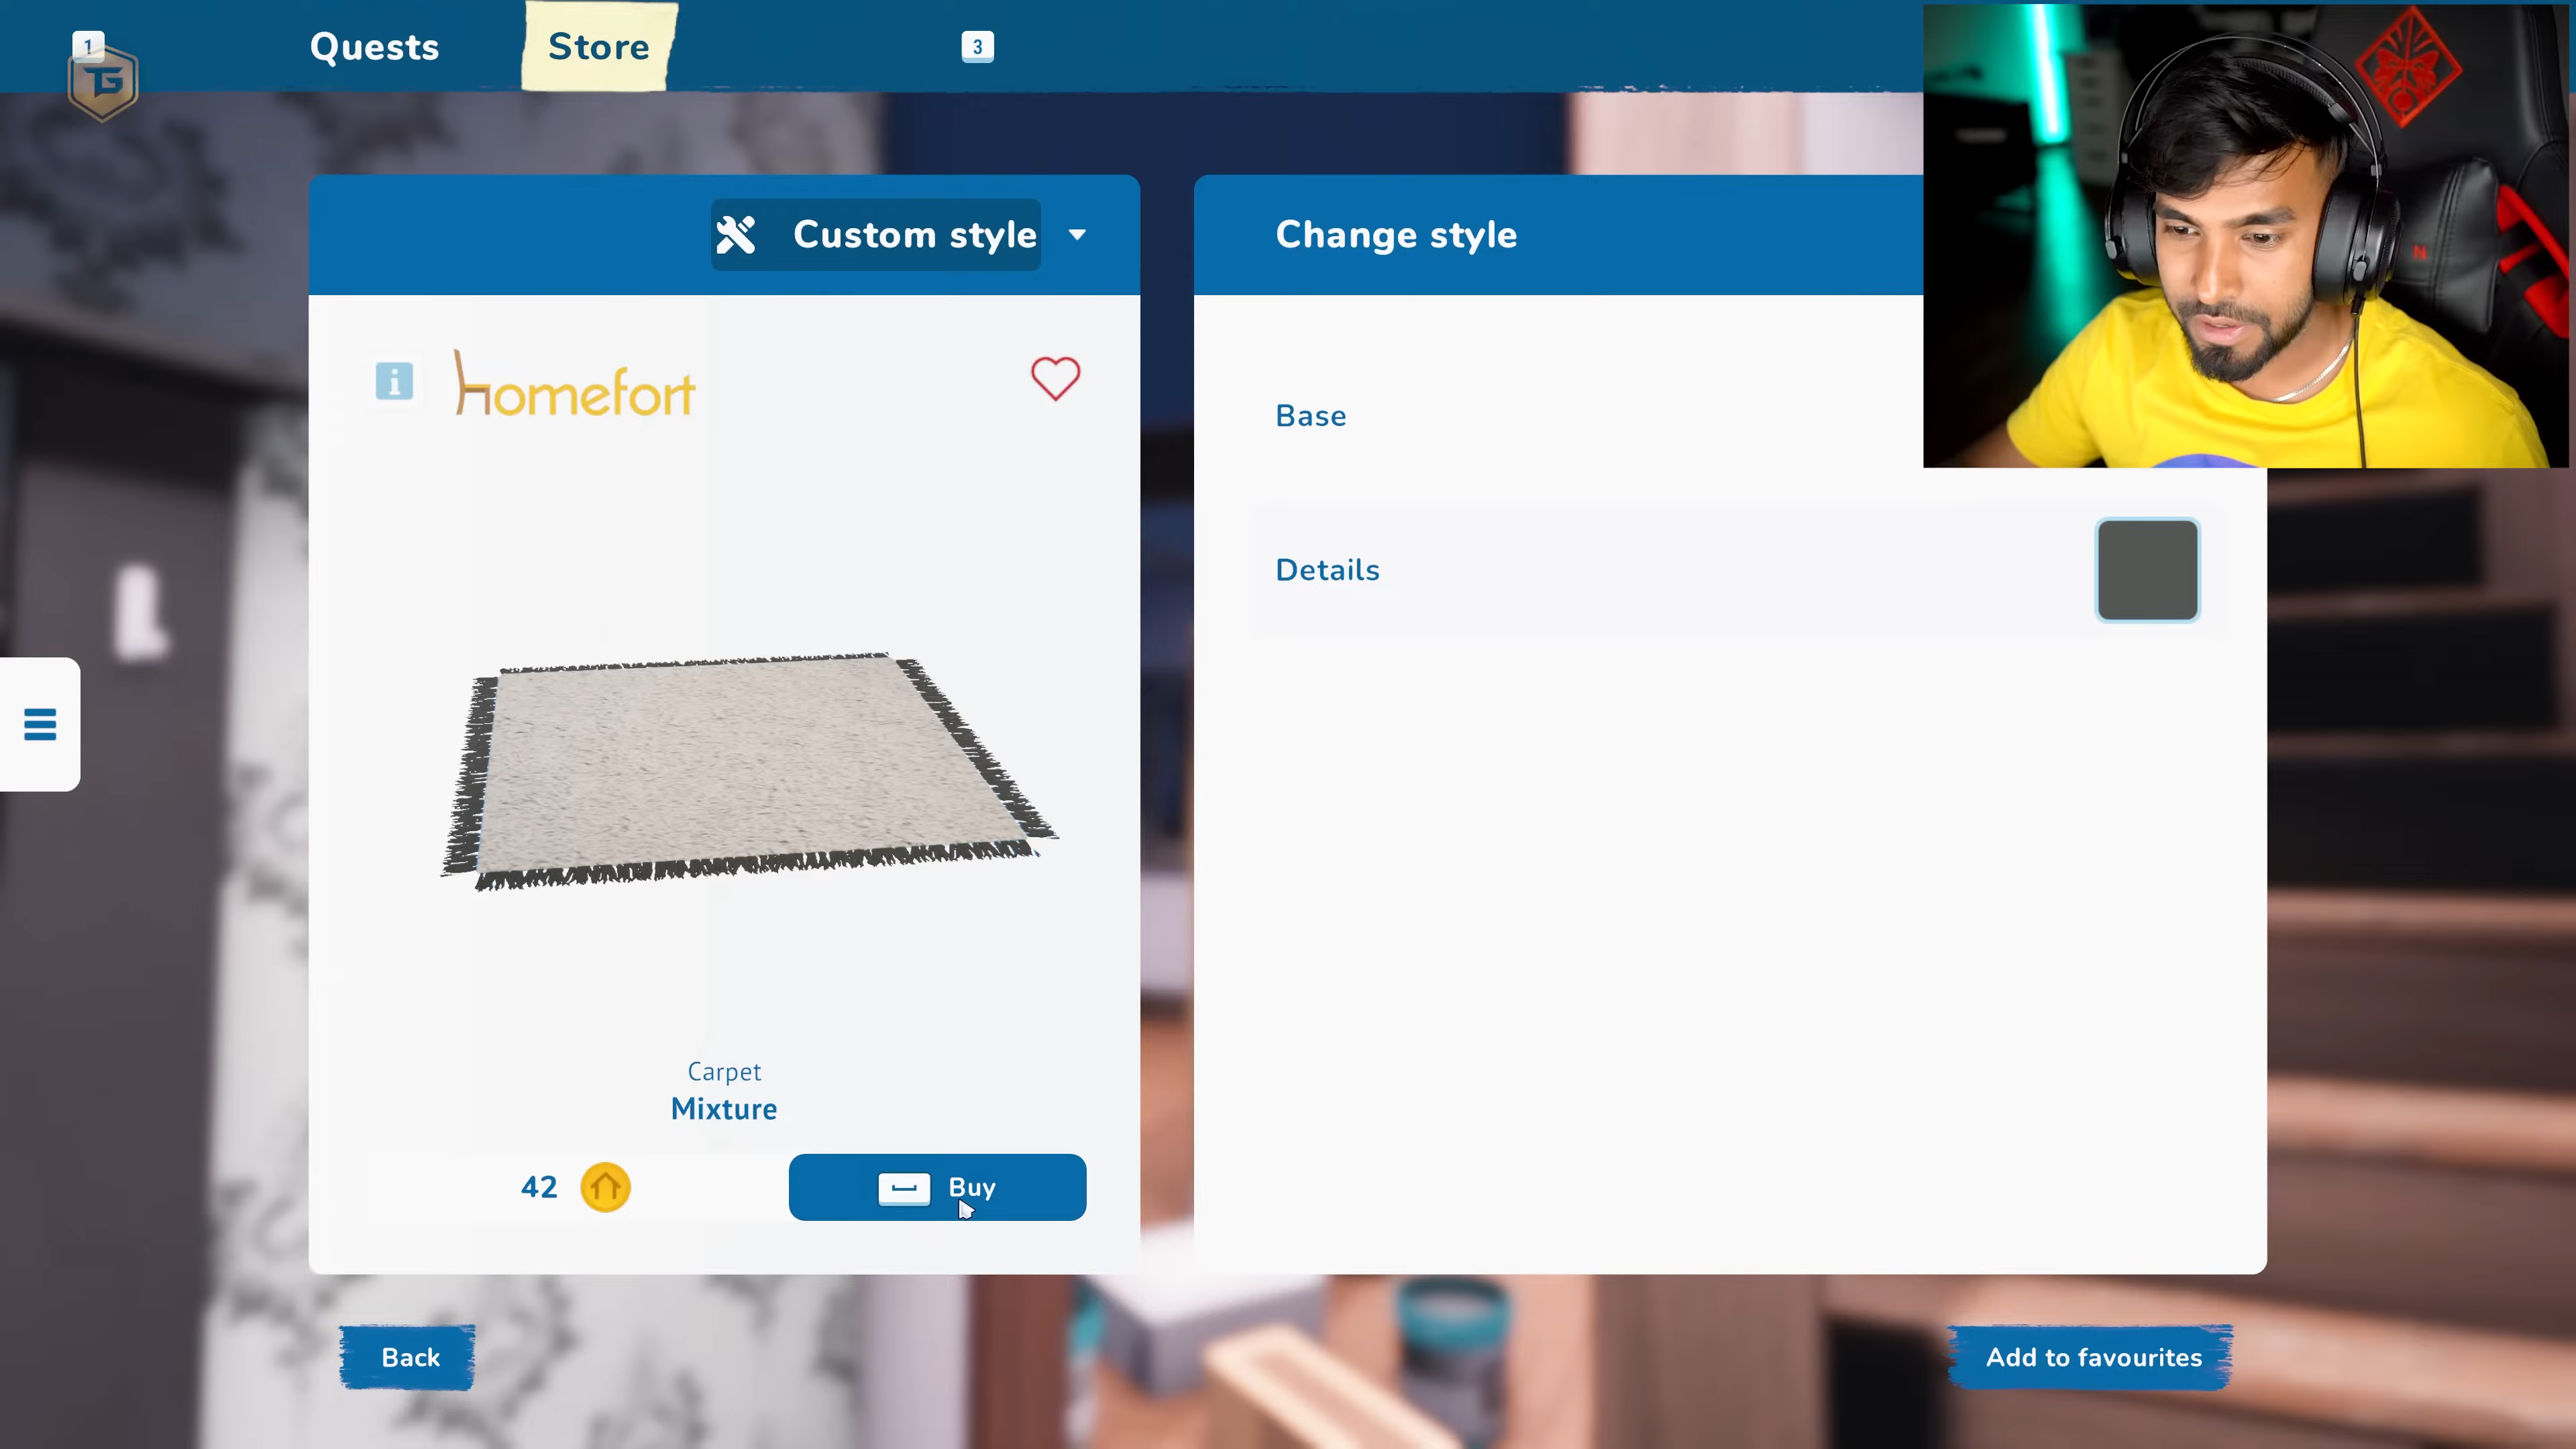 1
Quests
Store
3
TG
Custom style
Change style
i
homefort
Base
Details
Carpet
Mixture
42
Buy
Back
Add to favourites
N